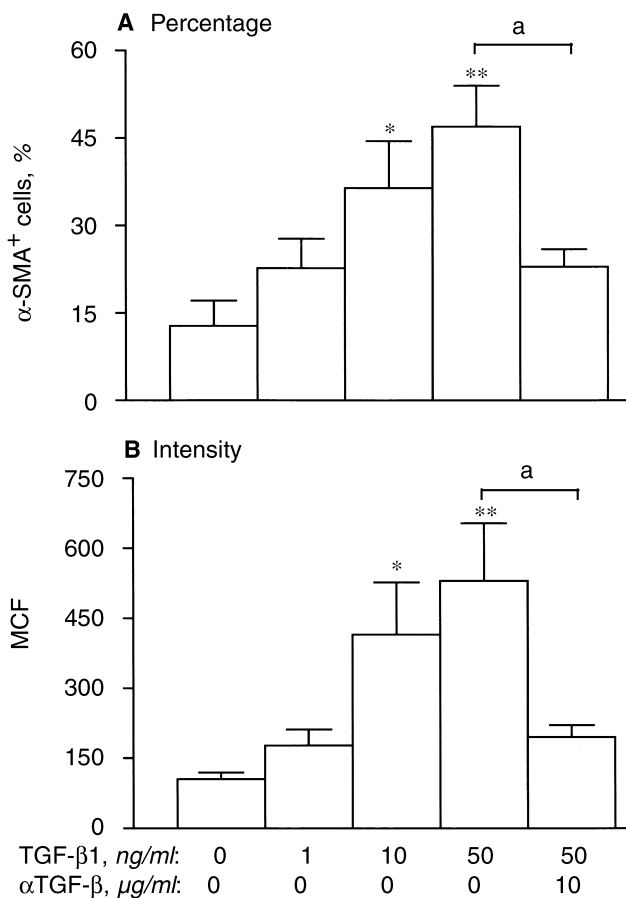 A Percentage
a
60
**
45
*
30
15
0
α-SMA+ cells, %
B Intensity
a
750
**
600
*
450
300
150
0
MCF
TGF-β1, ng/ml: 0 1 10 50 50
αTGF-β, µg/ml: 0 0 0 0 10